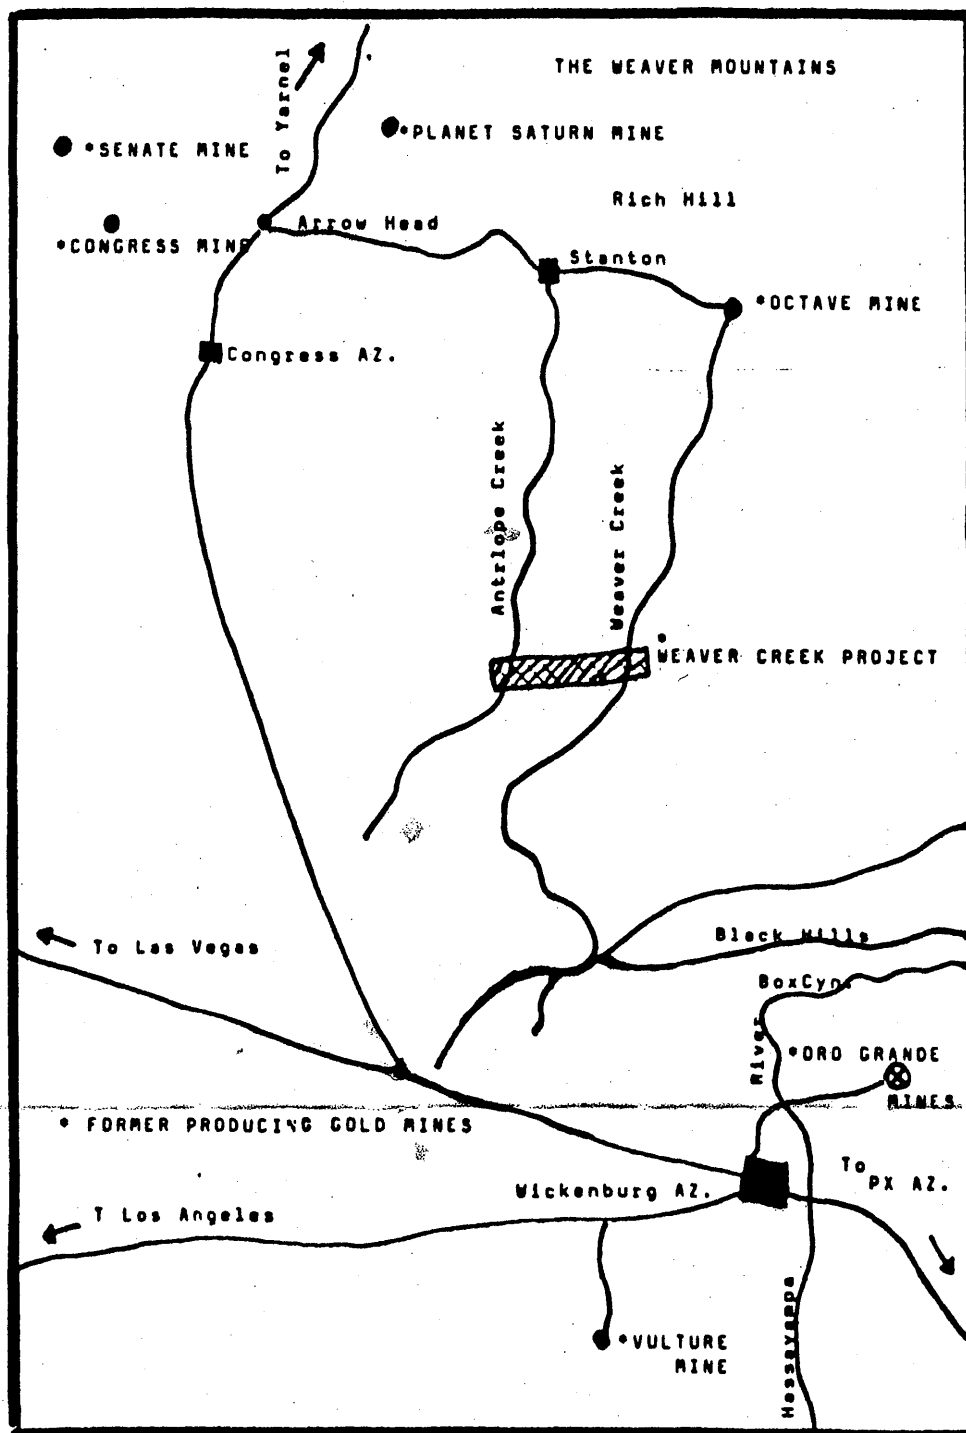 THE WEAVER MOUNTAINS
To Yarnel
*PLANET SATURN MINE
*SENATE MINE
Rich Hill
Arrow Head
*CONGRESS MINE
Stanton
*OCTAVE MINE
Congress AZ.
Antrlope Creek
Weaver Creek
*
WEAVER CREEK PROJECT
To Las Vegas
Black Hills
BoxCyn.
River
*ORO GRANDE
MINES
* FORMER PRODUCING GOLD MINES
To
PX AZ.
Wickenburg AZ.
T Los Angeles
Hassayampa
*VULTURE
MINE